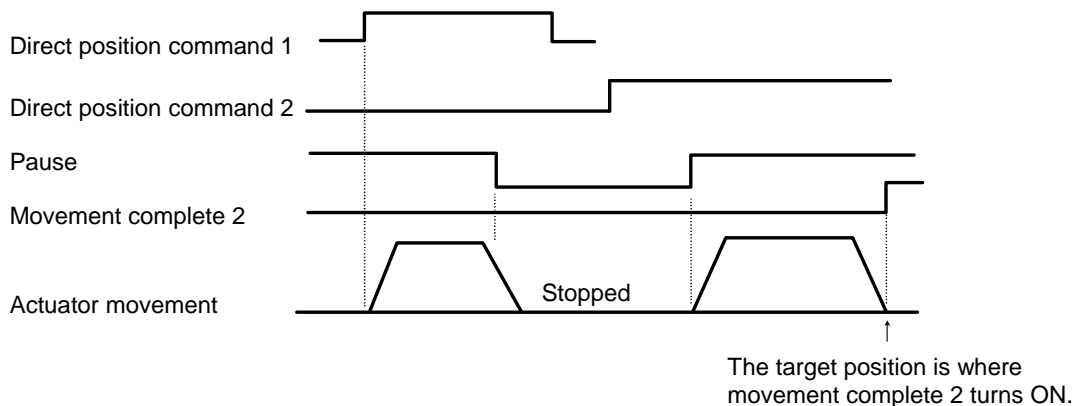 Direct position command 1
Direct position command 2
Pause
Movement complete 2
Actuator movement
Stopped
The target position is where
movement complete 2 turns ON.